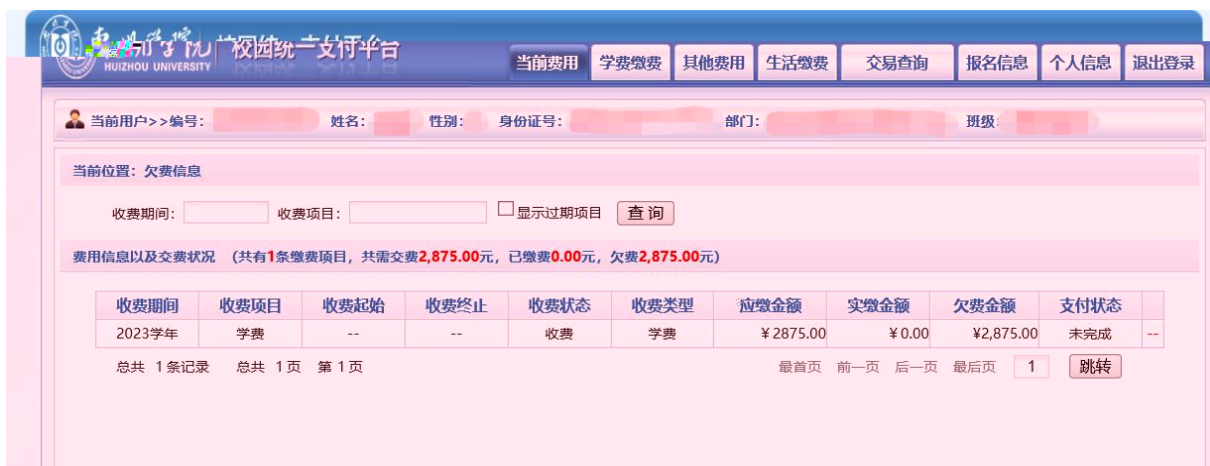 校园统一支付平台
HUIZHOU UNIVERSITY
当前费用 学费缴费 其他费用 生活缴费 交易查询 报名信息 个人信息 退出登录
当前用户>>编号: 姓名: 性别: 身份证号: 部门: 班级:
当前位置: 欠费信息
收费期间: 收费项目: 显示过期项目 查询
费用信息以及交费状况 (共有1条缴费项目, 共需交费2,875.00元, 已缴费0.00元, 欠费2,875.00元)
收费期间 收费项目 收费起始 收费终止 收费状态 收费类型 应缴金额 实缴金额 欠费金额 支付状态
2023学年 学费 -- -- 收费 学费 ¥2875.00 ¥0.00 ¥2,875.00 未完成 --
总共 1条记录 总共 1页 第1页 最首页 前一页 后一页 最后页 1 跳转